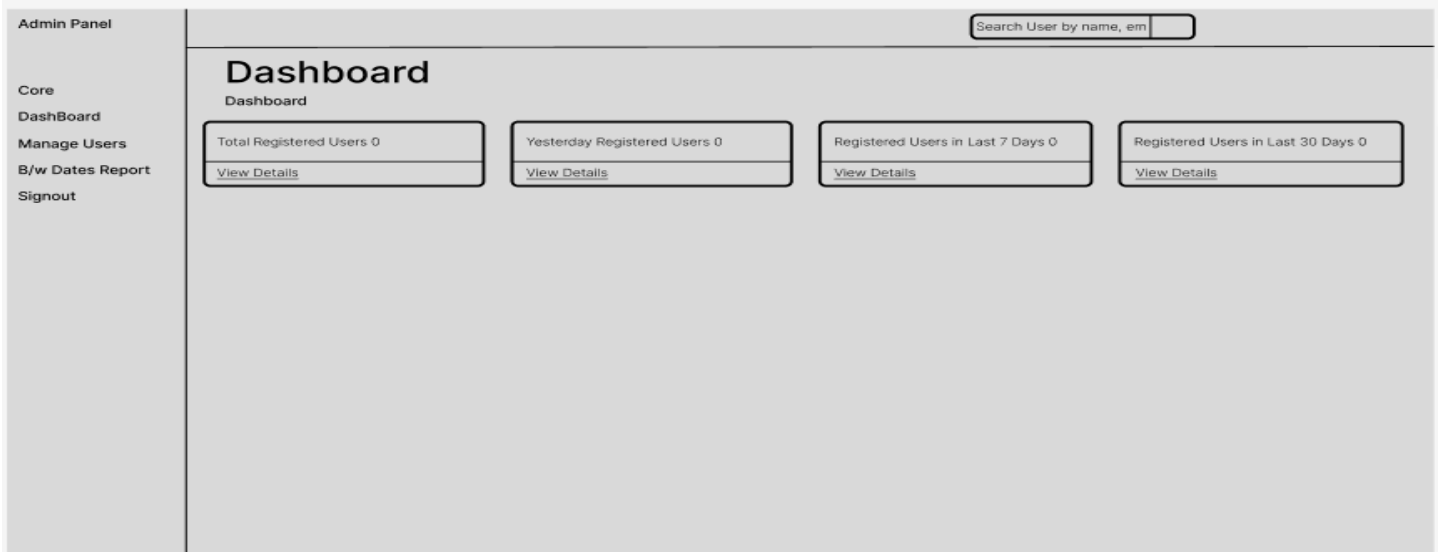 Admin Panel
Search User by name, em
Core
DashBoard
Manage Users
B/w Dates Report
Signout
Dashboard
Dashboard
Total Registered Users 0
View Details
Yesterday Registered Users 0
View Details
Registered Users in Last 7 Days 0
View Details
Registered Users in Last 30 Days 0
View Details